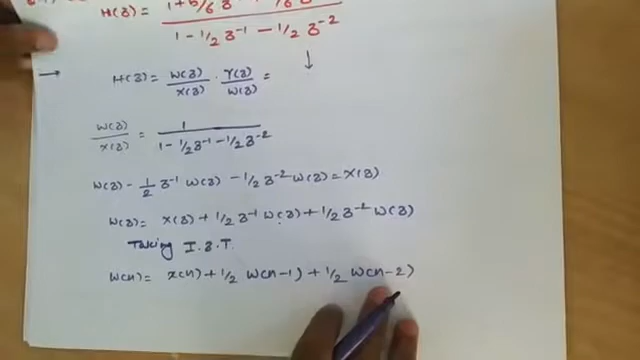 H(z) = 1+5/6 z⁻¹ – 1/6 z⁻²
1 – 1/2 z⁻¹ – 1/2 z⁻²
→ H(z) = W(z)/X(z) · Y(z)/W(z) = ↓
W(z)/X(z) = 1/(1 – 1/2 z⁻¹ – 1/2 z⁻²)
W(z) – 1/2 z⁻¹ W(z) – 1/2 z⁻² W(z) = X(z)
W(z) = X(z) + 1/2 z⁻¹ W(z) + 1/2 z⁻² W(z)
Taking I.Z.T.
W(n) = x(n) + 1/2 W(n-1) + 1/2 W(n-2)